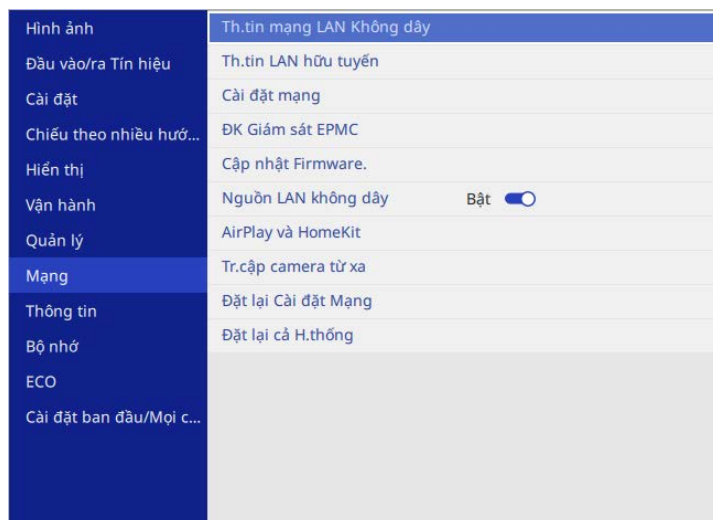 Hình ảnh
Đầu vào/ra Tín hiệu
Cài đặt
Chiếu theo nhiều hướ...
Hiển thị
Vận hành
Quản lý
Mạng
Thông tin
Bộ nhớ
ECO
Cài đặt ban đầu/Mọi c...
Th.tin mạng LAN Không dây
Th.tin LAN hữu tuyến
Cài đặt mạng
ĐK Giám sát EPMC
Cập nhật Firmware.
Nguồn LAN không dây Bật
AirPlay và HomeKit
Tr.cập camera từ xa
Đặt lại Cài đặt Mạng
Đặt lại cả H.thống